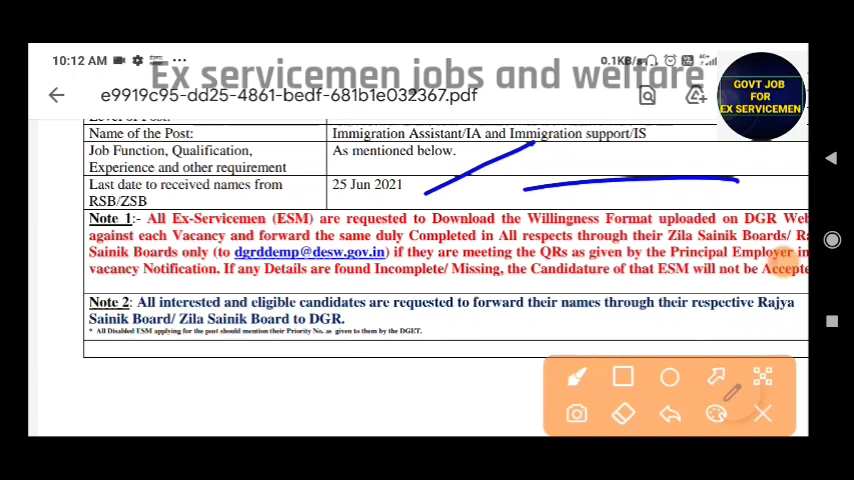 10:12 AM
0.1KB/s
Ex servicemen jobs and welfare
e9919c95-da25-4861-bedf-681b1e032367.pdf
GOVT JOB
FOR
EX SERVICEMEN
Level of Post:
Name of the Post: Immigration Assistant/IA and Immigration support/IS
Job Function, Qualification, As mentioned below.
Experience and other requirement
Last date to received names from 25 Jun 2021
RSB/ZSB
Note 1:- All Ex-Servicemen (ESM) are requested to Download the Willingness Format uploaded on DGR Web
against each Vacancy and forward the same duly Completed in All respects through their Zila Sainik Boards/ Ra
Sainik Boards only (to dgrddemp@desw.gov.in) if they are meeting the QRs as given by the Principal Employer in
vacancy Notification. If any Details are found Incomplete/ Missing, the Candidature of that ESM will not be Accepte
Note 2: All interested and eligible candidates are requested to forward their names through their respective Rajya
Sainik Board/ Zila Sainik Board to DGR.
* All Disabled ESM applying for the post should mention their Priority No. as given to them by the DGET.